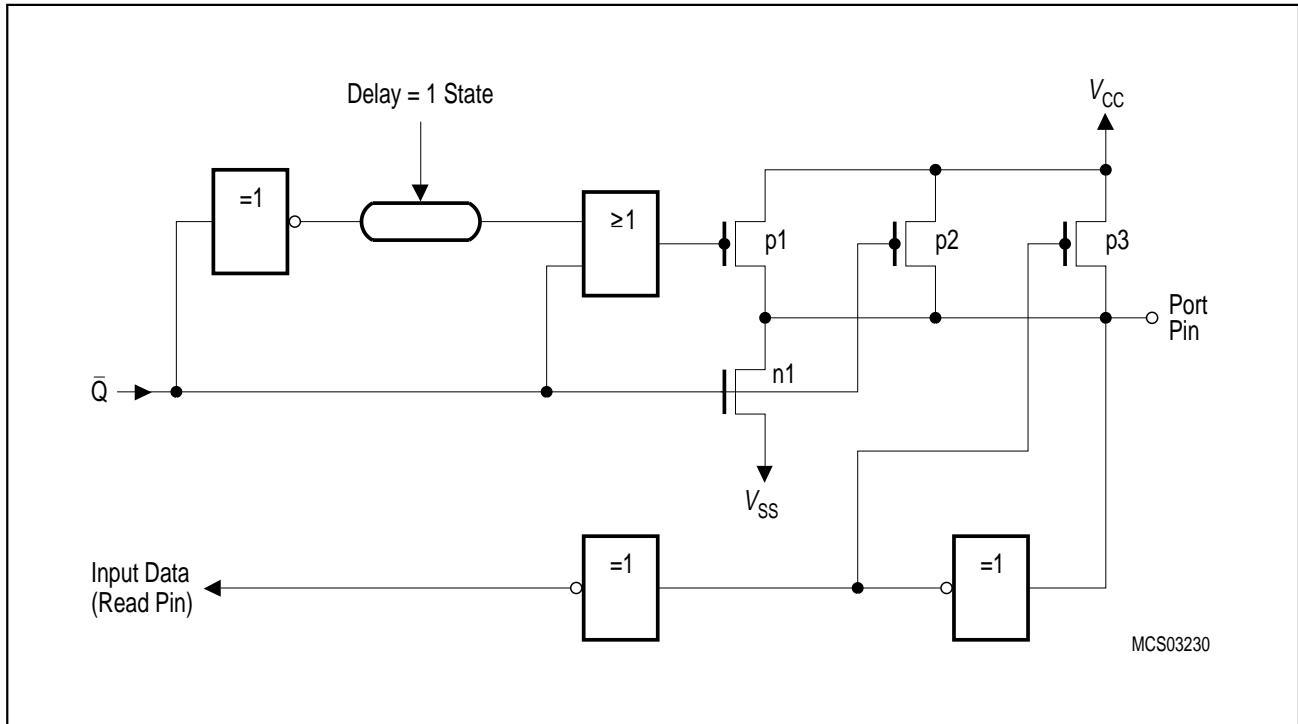 Delay = 1 State
V_CC
=1
≥1
p1
p2
p3
Port
Pin
Q̄
n1
V_SS
=1
=1
Input Data
(Read Pin)
MCS03230